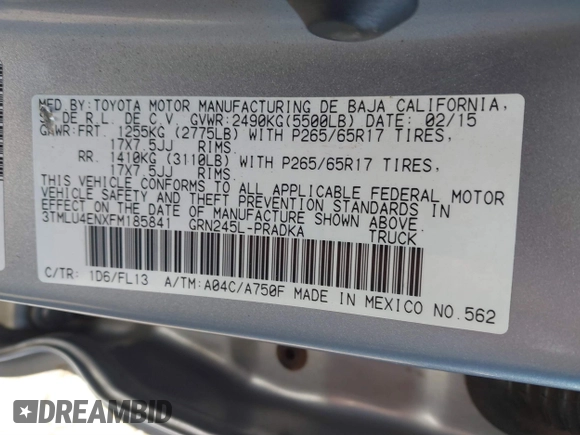 MFD.BY:TOYOTA MOTOR MANUFACTURING DE BAJA CALIFORNIA,
S. DE R.L. DE C.V. GVWR:2490KG(5500LB) DATE: 02/15
GAWR:FRT. 1255KG (2775LB) WITH P265/65R17 TIRES,
17X7.5JJ RIMS.
RR. 1410KG (3110LB) WITH P265/65R17 TIRES,
17X7.5JJ RIMS.
THIS VEHICLE CONFORMS TO ALL APPLICABLE FEDERAL MOTOR
VEHICLE SAFETY AND THEFT PREVENTION STANDARDS IN
EFFECT ON THE DATE OF MANUFACTURE SHOWN ABOVE.
3TMLU4ENXFM185841 GRN245L-PRADKA TRUCK
C/TR: 1D6/FL13 A/TM:A04C/A750F MADE IN MEXICO NO.562
DREAMBID